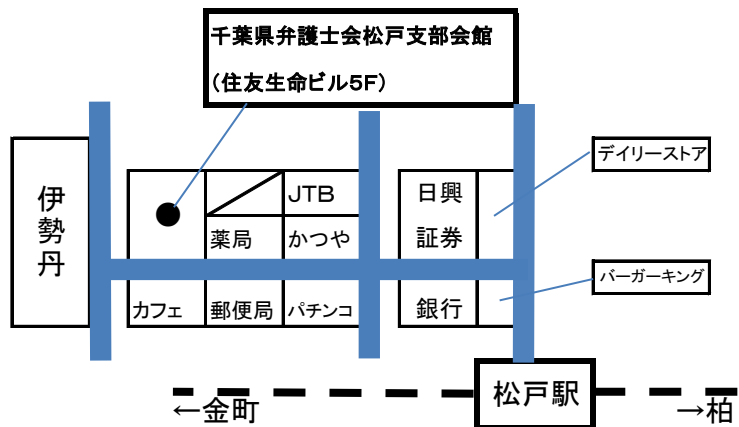 千葉県弁護士会松戸支部会館
（住友生命ビル5F）
デイリーストア
伊勢丹
JTB
日興
証券
薬局
かつや
バーガーキング
カフェ
郵便局
パチンコ
銀行
松戸駅
←金町
→柏